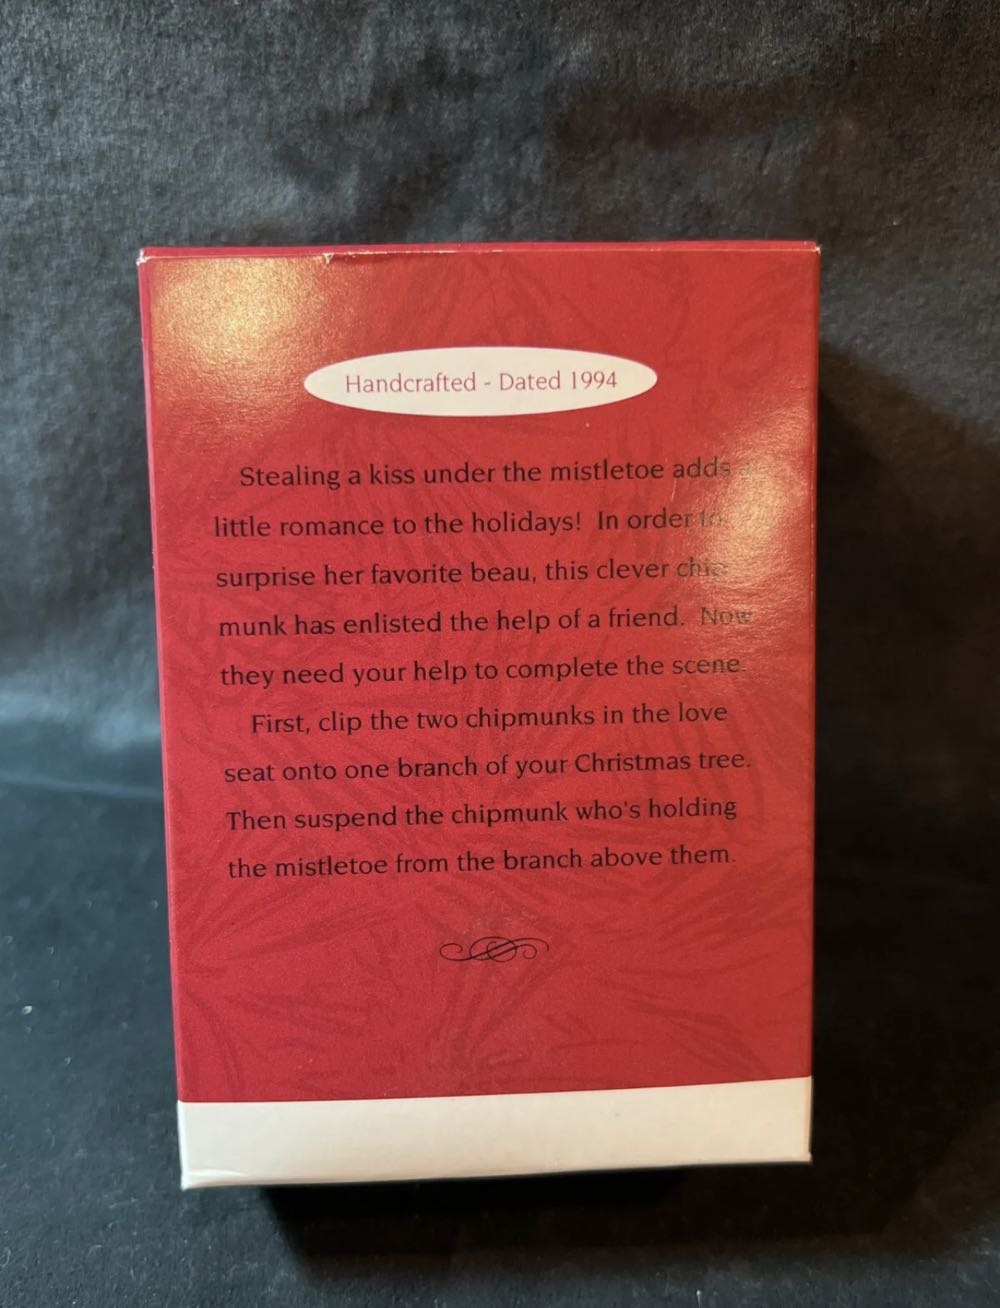 Handcrafted - Dated 1994
Stealing a kiss under the mistletoe adds a
little romance to the holidays! In order to
surprise her favorite beau, this clever chip-
munk has enlisted the help of a friend. Now
they need your help to complete the scene.
First, clip the two chipmunks in the love
seat onto one branch of your Christmas tree.
Then suspend the chipmunk who's holding
the mistletoe from the branch above them.